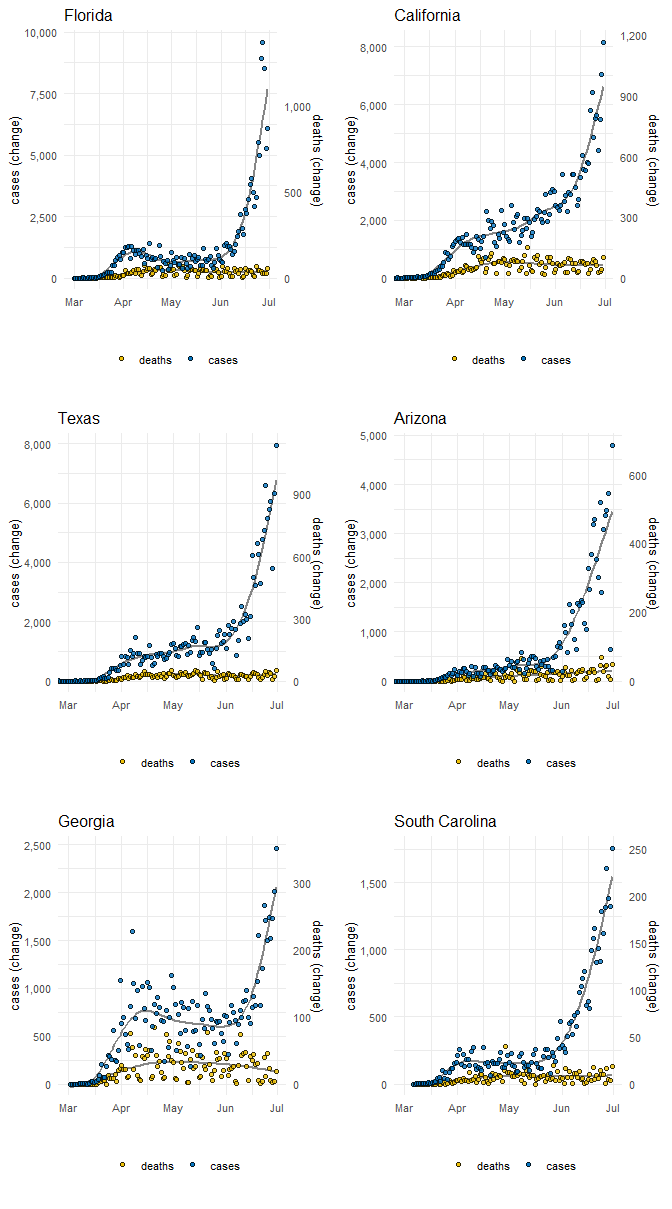 Florida
10,000
7,500
5,000
2,500
0
cases (change)
1,000
500
0
deaths (change)
Mar Apr May Jun Jul
deaths cases
California
8,000
6,000
4,000
2,000
0
cases (change)
1,200
900
600
300
0
deaths (change)
Mar Apr May Jun Jul
deaths cases
Texas
8,000
6,000
4,000
2,000
0
cases (change)
900
600
300
0
deaths (change)
Mar Apr May Jun Jul
deaths cases
Arizona
5,000
4,000
3,000
2,000
1,000
0
cases (change)
600
400
200
0
deaths (change)
Mar Apr May Jun Jul
deaths cases
Georgia
2,500
2,000
1,500
1,000
500
0
cases (change)
300
200
100
0
deaths (change)
Mar Apr May Jun Jul
deaths cases
South Carolina
1,500
1,000
500
0
cases (change)
250
200
150
100
50
0
deaths (change)
Mar Apr May Jun Jul
deaths cases